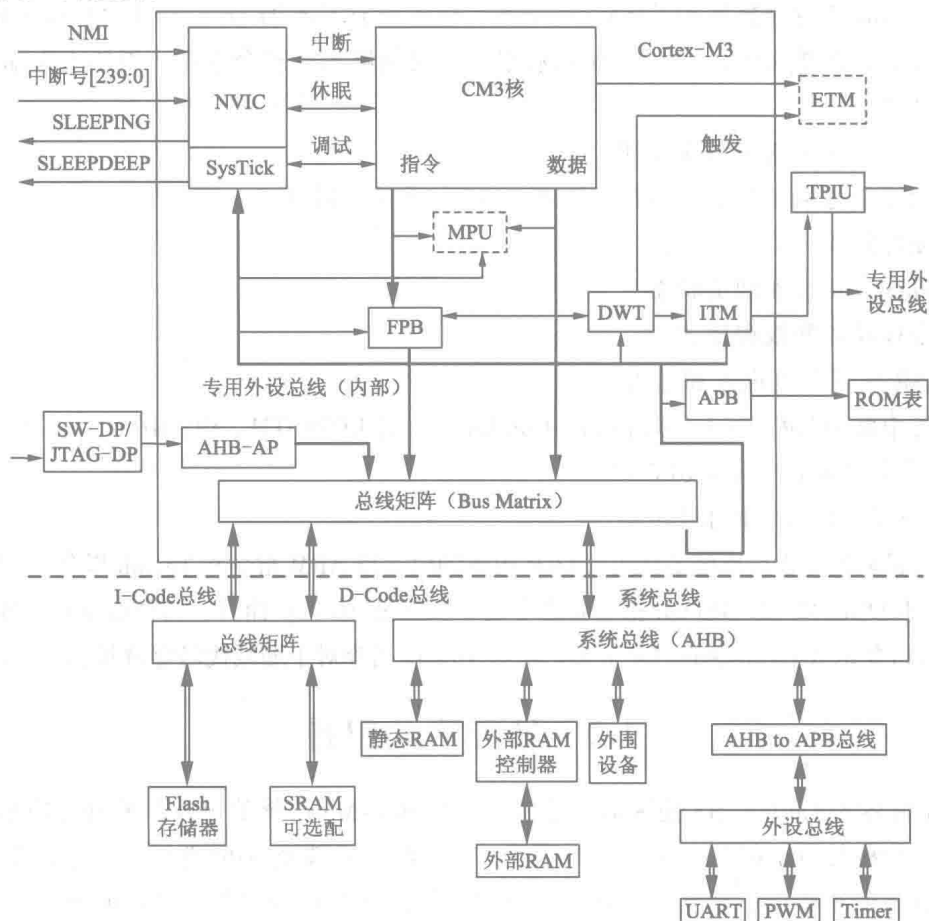 NMI
中断号[239:0]
SLEEPING
SLEEPDEEP
NVIC
SysTick
中断
休眠
调试
CM3核
指令
数据
Cortex-M3
ETM
触发
TPIU
MPU
专用外
设总线
FPB
DWT
ITM
专用外设总线（内部）
APB
ROM表
SW-DP/
JTAG-DP
AHB-AP
总线矩阵（Bus Matrix）
I-Code总线
D-Code总线
系统总线
总线矩阵
系统总线（AHB）
静态RAM
外部RAM
控制器
外围
设备
AHB to APB总线
Flash
存储器
SRAM
可选配
外部RAM
外设总线
UART
PWM
Timer